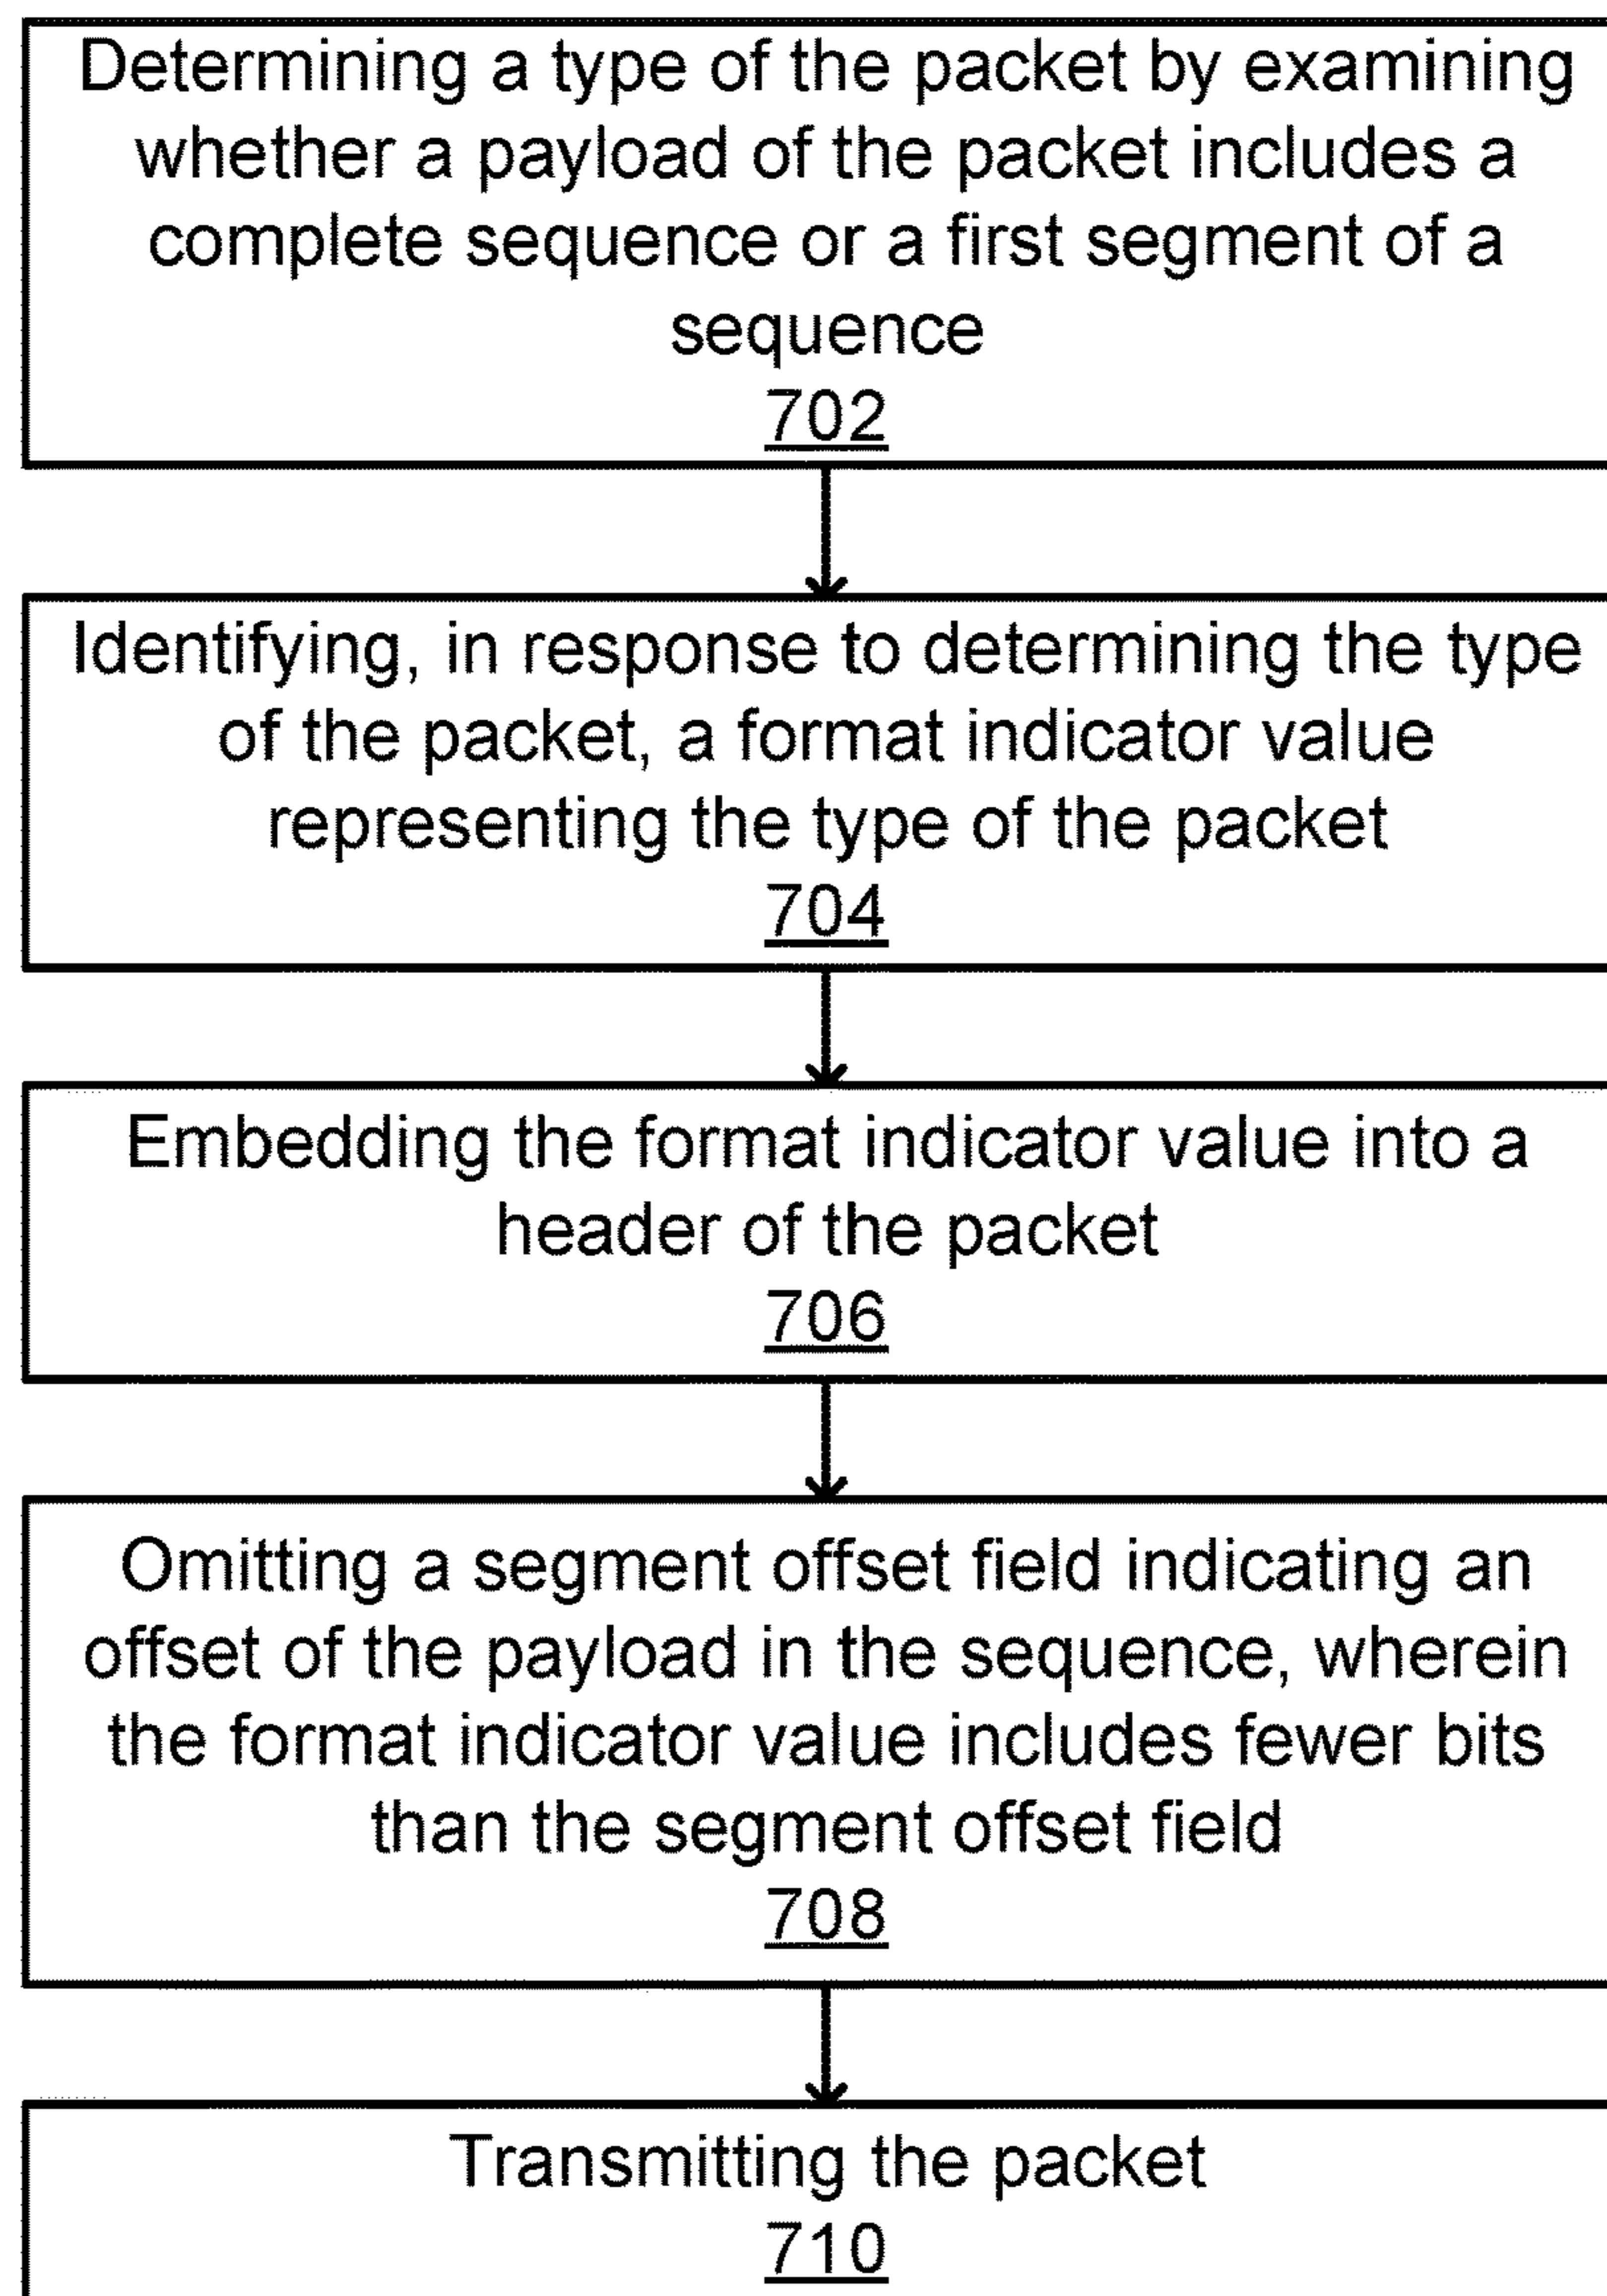 Determining a type of the packet by examining
whether a payload of the packet includes a
complete sequence or a first segment of a
sequence
702
Identifying, in response to determining the type
of the packet, a format indicator value
representing the type of the packet
704
Embedding the format indicator value into a
header of the packet
706
Omitting a segment offset field indicating an
offset of the payload in the sequence, wherein
the format indicator value includes fewer bits
than the segment offset field
708
Transmitting the packet
710